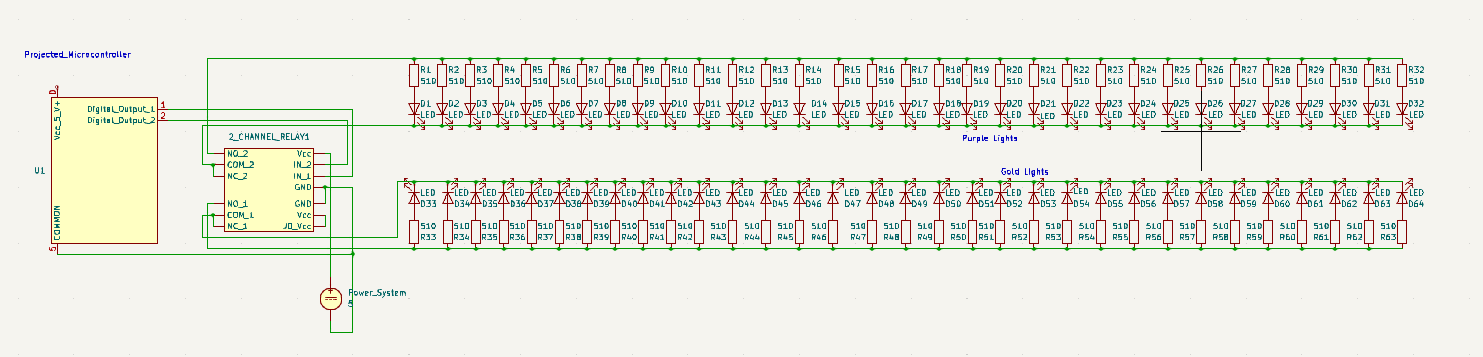 Projected_Microcontroller
U1
Vcc_5_V+
COMMON
6
Digital_Output_1
Digital_Output_2
1
2
2_CHANNEL_RELAY1
NO_2
COM_2
NC_2
NO_1
COM_1
NC_1
Vcc
IN_2
IN_1
GND
GND
Vcc
JD_Vcc
Power_System
R1 R2 R3 R4 R5 R6 R7 R8 R9 R10 R11 R12 R13 R14 R15 R16 R17 R18 R19 R20 R21 R22 R23 R24 R25 R26 R27 R28 R29 R30 R31 R32
510 510 510 510 510 510 510 510 510 510 510 510 510 510 510 510 510 510 510 510 510 510 510 510 510 510 510 510 510 510 510 510
D1 D2 D3 D4 D5 D6 D7 D8 D9 D10 D11 D12 D13 D14 D15 D16 D17 D18 D19 D20 D21 D22 D23 D24 D25 D26 D27 D28 D29 D30 D31 D32
LED LED LED LED LED LED LED LED LED LED LED LED LED LED LED LED LED LED LED LED LED LED LED LED LED LED LED LED LED LED LED LED
Purple Lights
Gold Lights
LED LED LED LED LED LED LED LED LED LED LED LED LED LED LED LED LED LED LED LED LED LED LED LED LED LED LED LED LED LED LED LED
D33 D34 D35 D36 D37 D38 D39 D40 D41 D42 D43 D44 D45 D46 D47 D48 D49 D50 D51 D52 D53 D54 D55 D56 D57 D58 D59 D60 D61 D62 D63 D64
510 510 510 510 510 510 510 510 510 510 510 510 510 510 510 510 510 510 510 510 510 510 510 510 510 510 510 510 510 510 510
R33 R34 R35 R36 R37 R38 R39 R40 R41 R42 R43 R44 R45 R46 R47 R48 R49 R50 R51 R52 R53 R54 R55 R56 R57 R58 R59 R60 R61 R62 R63